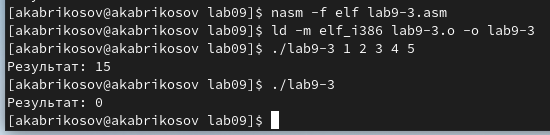 [akabrikosov@akabrikosov lab09]$ nasm -f elf lab9-3.asm
[akabrikosov@akabrikosov lab09]$ ld -m elf_i386 lab9-3.o -o lab9-3
[akabrikosov@akabrikosov lab09]$ ./lab9-3 1 2 3 4 5
Результат: 15
[akabrikosov@akabrikosov lab09]$ ./lab9-3
Результат: 0
[akabrikosov@akabrikosov lab09]$